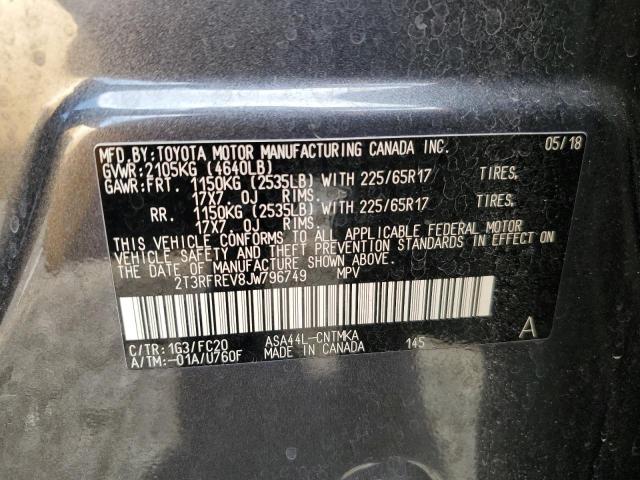 MFD.BY:TOYOTA MOTOR MANUFACTURING CANADA INC. 05/18
GVWR: 2105KG (4640LB)
GAWR:FRT. 1150KG (2535LB) WITH 225/65R17 TIRES.
17X7.0J RIMS.
RR. 1150KG (2535LB) WITH 225/65R17 TIRES.
17X7.0J RIMS.
THIS VEHICLE CONFORMS TO ALL APPLICABLE FEDERAL MOTOR
VEHICLE SAFETY AND THEFT PREVENTION STANDARDS IN EFFECT ON
THE DATE OF MANUFACTURE SHOWN ABOVE.
2T3RFREV8JW796749 MPV
C/TR: 1G3/FC20 ASA44L-CNTMKA 145 A
A/TM:-01A/U760F MADE IN CANADA